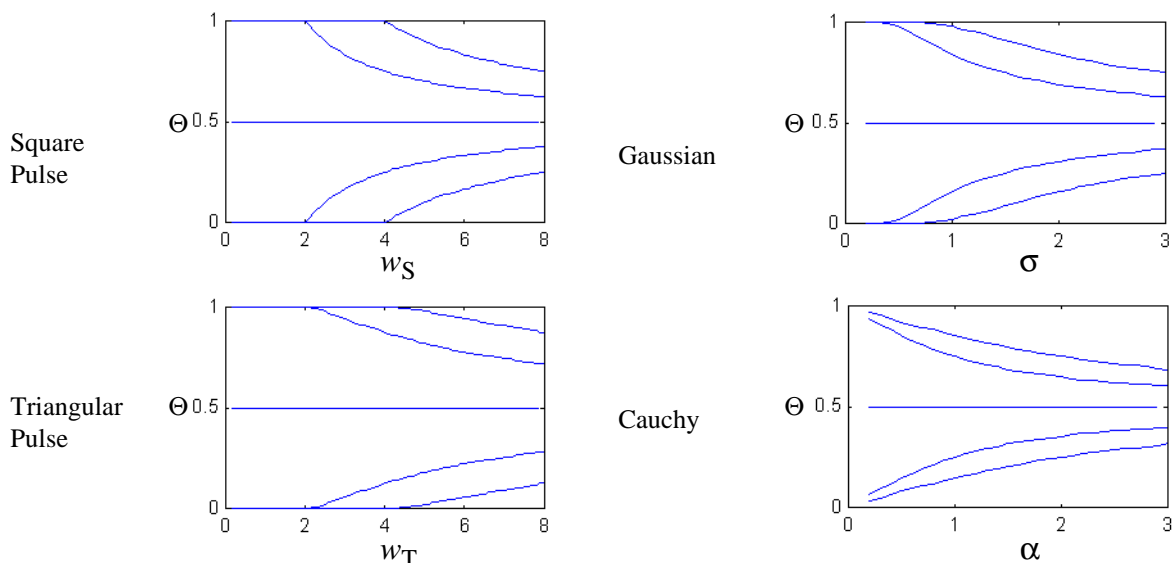 Square
Pulse
1
Θ 0.5
0
0 2 4 6 8
w_S
Gaussian
1
Θ 0.5
0
0 1 2 3
σ
Triangular
Pulse
1
Θ 0.5
0
0 2 4 6 8
w_T
Cauchy
1
Θ 0.5
0
0 1 2 3
α